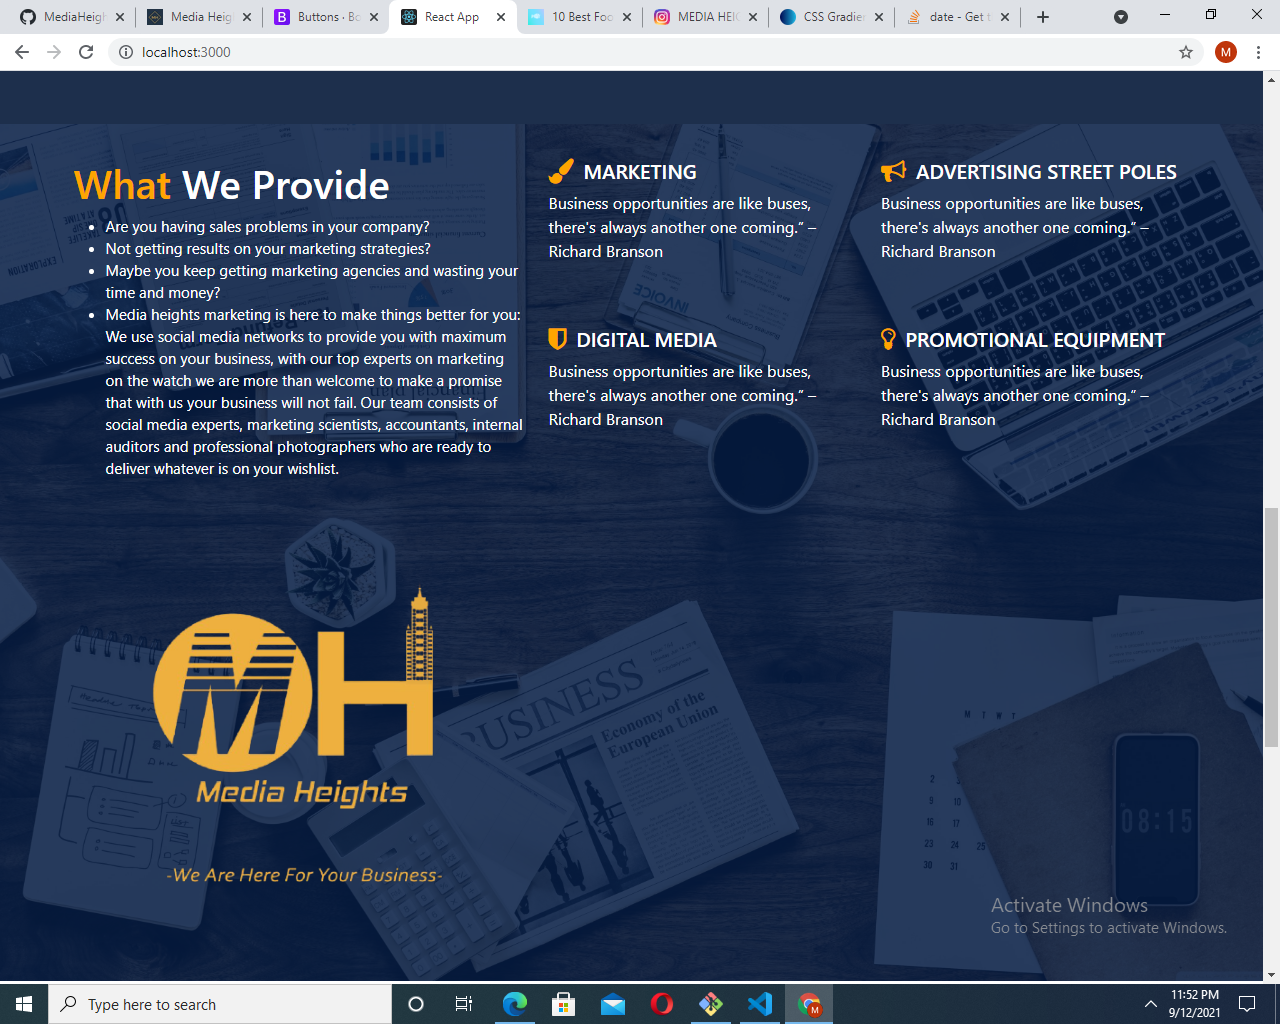 MediaHeigh
Media Heig
Buttons · Bo
React App
10 Best Foo
MEDIA HEI
CSS Gradie
date - Get t
localhost:3000
M
What We Provide
Are you having sales problems in your company?
Not getting results on your marketing strategies?
Maybe you keep getting marketing agencies and wasting your
time and money?
Media heights marketing is here to make things better for you:
We use social media networks to provide you with maximum
success on your business, with our top experts on marketing
on the watch we are more than welcome to make a promise
that with us your business will not fail. Our team consists of
social media experts, marketing scientists, accountants, internal
auditors and professional photographers who are ready to
deliver whatever is on your wishlist.
MARKETING
Business opportunities are like buses,
there's always another one coming.” –
Richard Branson
ADVERTISING STREET POLES
Business opportunities are like buses,
there's always another one coming.” –
Richard Branson
DIGITAL MEDIA
Business opportunities are like buses,
there's always another one coming.” –
Richard Branson
PROMOTIONAL EQUIPMENT
Business opportunities are like buses,
there's always another one coming.” –
Richard Branson
INVOICE
MH
Media Heights
-We Are Here For Your Business-
BUSINESS
Economy of the
European Union
M T W T
2
9 10
16 17
23 24 25
30 31
08:15
Activate Windows
Go to Settings to activate Windows.
Type here to search
M
11:52 PM
9/12/2021